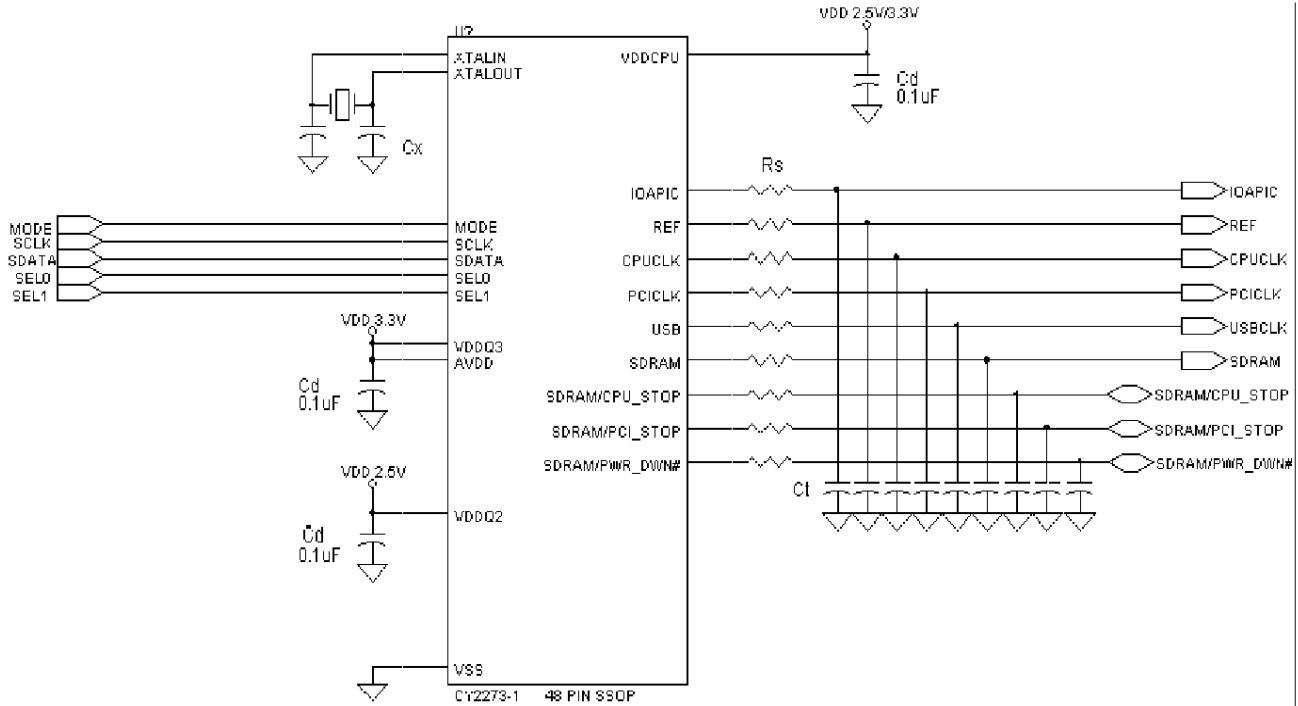 VDD 2.5V/3.3V
U?
XTALIN
XTALOUT
VDDCPU
Cd
0.1uF
Cx
Rs
IOAPIC
IOAPIC
MODE
MODE
REF
REF
SCLK
SCLK
SDATA
SDATA
CPUCLK
CPUCLK
SEL0
SEL0
SEL1
SEL1
PCICLK
PCICLK
VDD 3.3V
USB
USBCLK
VDDQ3
AVDD
SDRAM
SDRAM
Cd
0.1uF
SDRAM/CPU_STOP
SDRAM/CPU_STOP
SDRAM/PCI_STOP
SDRAM/PCI_STOP
SDRAM/PWR_DWN#
SDRAM/PWR_DWN#
VDD 2.5V
Ct
VDDQ2
Cd
0.1uF
VSS
CY2273-1 48 PIN SSOP